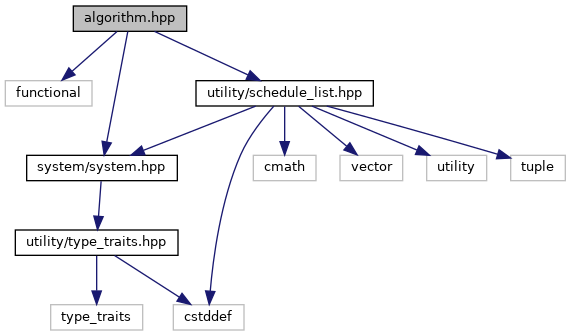 algorithm.hpp
functional
utility/schedule_list.hpp
system/system.hpp
cmath
vector
utility
tuple
utility/type_traits.hpp
type_traits
cstddef